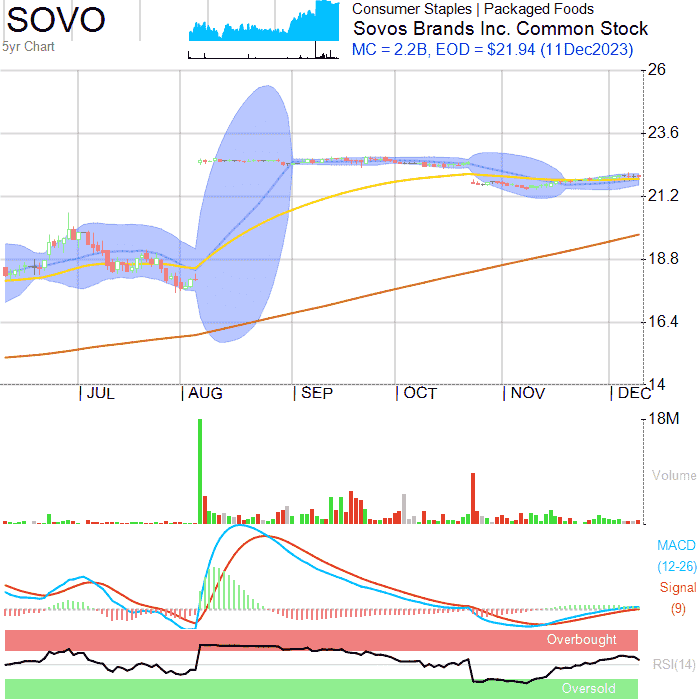 SOVO
5yr Chart
Consumer Staples | Packaged Foods
Sovos Brands Inc. Common Stock
MC = 2.2B, EOD = $21.94 (11Dec2023)
26
23.6
21.2
18.8
16.4
14
| JUL | AUG | SEP | OCT | NOV | DEC
18M
Volume
MACD
(12-26)
Signal
(9)
Overbought
RSI(14)
Oversold